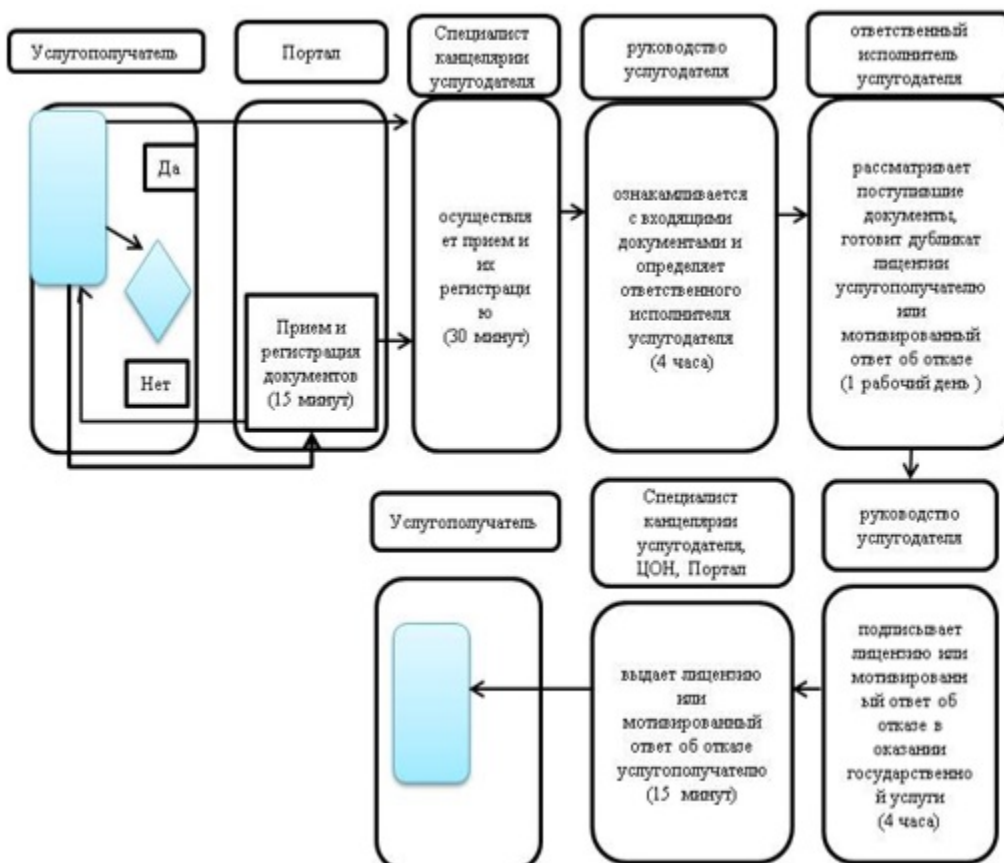 Услугополучатель
Портал
Специалист
канцелярии
услугодателя
руководство
услугодателя
ответственный
исполнитель
услугодателя
Да
Нет
Прием и
регистрация
документов
(15 минут)
осуществля
ет прием и
их
регистраци
ю
(30 минут)
ознакамливается
с входящими
документами и
определяет
ответственного
исполнителя
услугодателя
(4 часа)
рассматривает
поступившие
документы,
готовит дубликат
лицензии
услугополучателю
или
мотивированный
ответ об отказе
(1 рабочий день )
Услугополучатель
Специалист
канцелярии
услугодателя,
ЦОН, Портал
руководство
услугодателя
выдает лицензию
или
мотивированный
ответ об отказе
услугополучателю
(15 минут)
подписывает
лицензию или
мотивированн
ый ответ об
отказе в
оказании
государственно
й услуги
(4 часа)